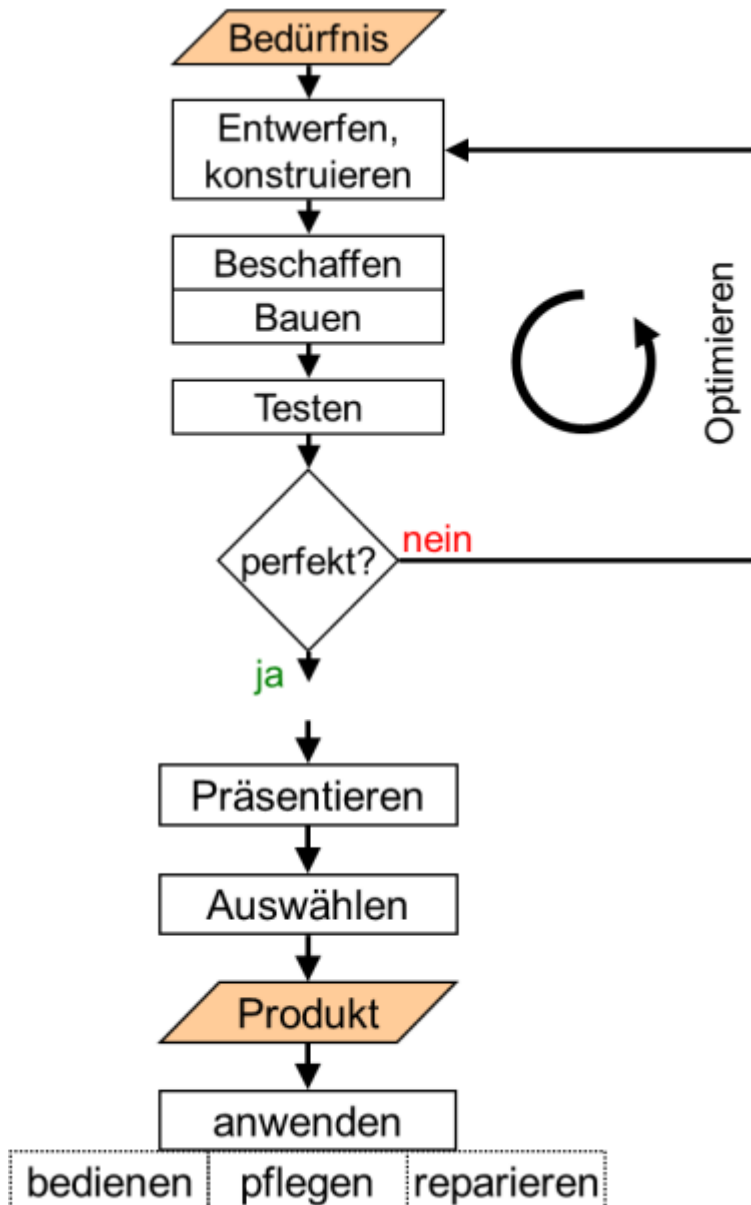 Bedürfnis
Entwerfen,
konstruieren
Beschaffen
Bauen
Optimieren
Testen
perfekt?
nein
ja
Präsentieren
Auswählen
Produkt
anwenden
bedienen
pflegen
reparieren